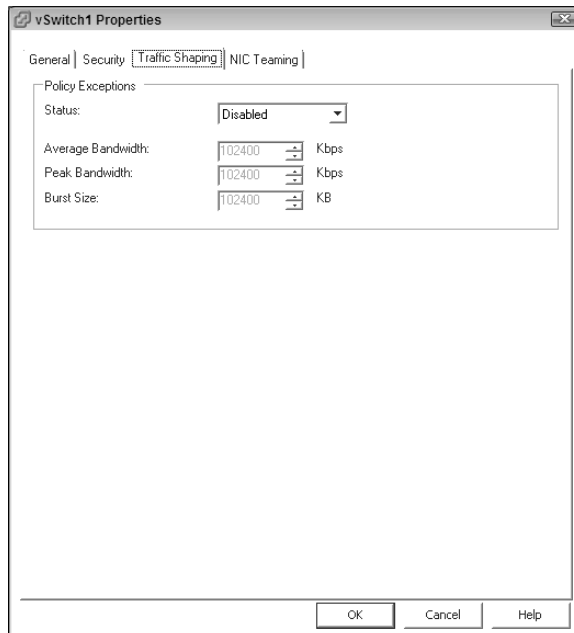 vSwitch1 Properties
General Security Traffic Shaping NIC Teaming
Policy Exceptions
Status: Disabled
Average Bandwidth: 102400 Kbps
Peak Bandwidth: 102400 Kbps
Burst Size: 102400 KB
OK Cancel Help